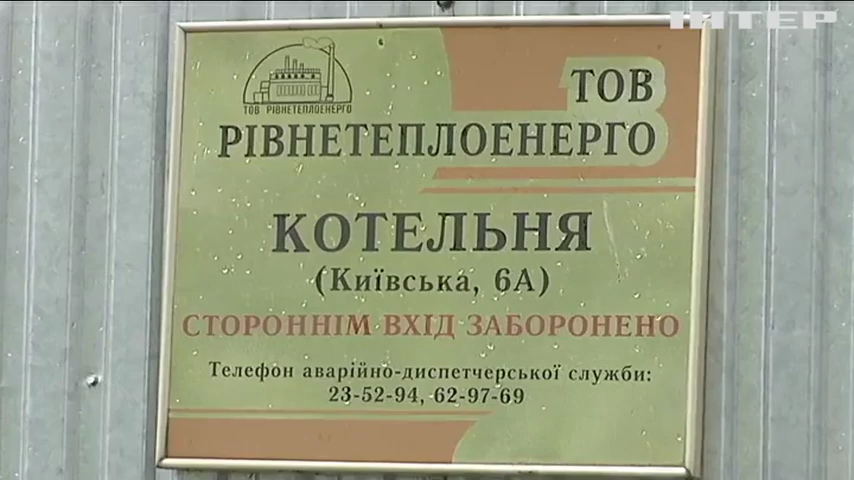 ІНТЕР
ТОВ РІВНЕТЕПЛОЕНЕРГО
ТОВ
РІВНЕТЕПЛОЕНЕРГО
КОТЕЛЬНЯ
(Київська, 6А)
СТОРОННІМ ВХІД ЗАБОРОНЕНО
Телефон аварійно-диспетчерської служби:
23-52-94, 62-97-69